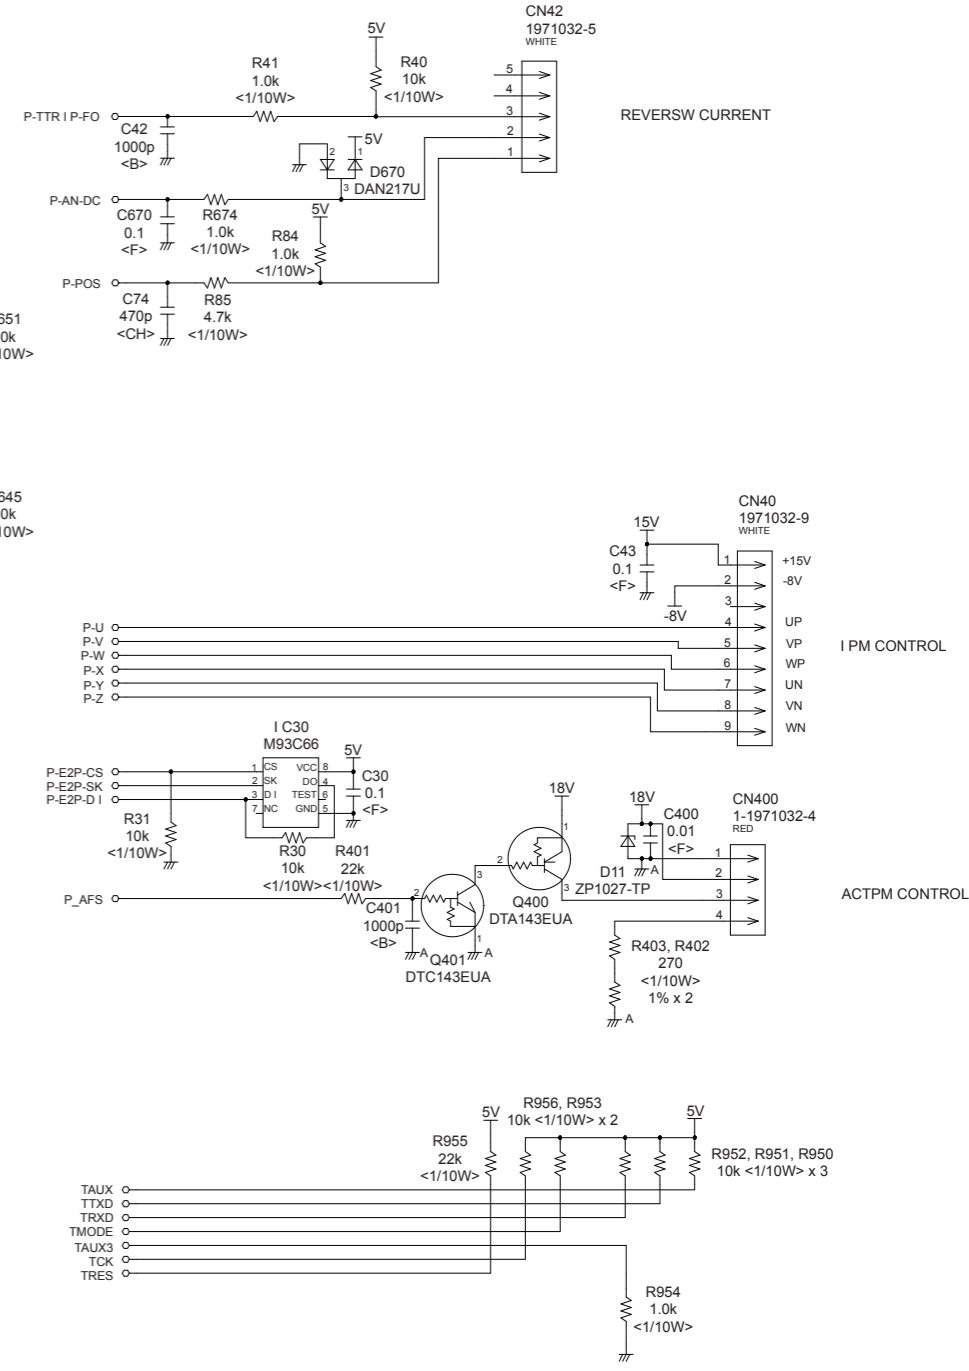 CN42
1971032-5
WHITE
5V
R41
1.0k
<1/10W>
R40
10k
<1/10W>
5
4
3
2
1
REVERSW CURRENT
P-TTR I P-FO
C42
1000p
<B>
5V
2
1
D670
3 DAN217U
P-AN-DC
C670
0.1
<F>
R674
1.0k
<1/10W>
5V
R84
1.0k
<1/10W>
P-POS
C74
470p
<CH>
R85
4.7k
<1/10W>
651
0k
10W>
645
0k
10W>
CN40
1971032-9
WHITE
15V
C43
0.1
<F>
-8V
1 +15V
2 -8V
3
4 UP
5 VP
6 WP
7 UN
8 VN
9 WN
I PM CONTROL
P-U
P-V
P-W
P-X
P-Y
P-Z
I C30
M93C66
5V
P-E2P-CS
P-E2P-SK
P-E2P-D I
1 CS VCC 8
2 SK DO 4
3 D I TEST 6
7 NC GND 5
C30
0.1
<F>
R31
10k
<1/10W>
R30
10k
<1/10W>
R401
22k
<1/10W>
P_AFS
C401
1000p
<B>
A
2
3
1
A
Q401
DTC143EUA
18V
1
2
3
Q400
DTA143EUA
18V
C400
0.01
<F>
A
D11
ZP1027-TP
CN400
1-1971032-4
RED
1
2
3
4
ACTPM CONTROL
R403, R402
270
<1/10W>
1% x 2
A
5V
R956, R953
10k <1/10W> x 2
5V
R955
22k
<1/10W>
R952, R951, R950
10k <1/10W> x 3
TAUX
TTXD
TRXD
TMODE
TAUX3
TCK
TRES
R954
1.0k
<1/10W>